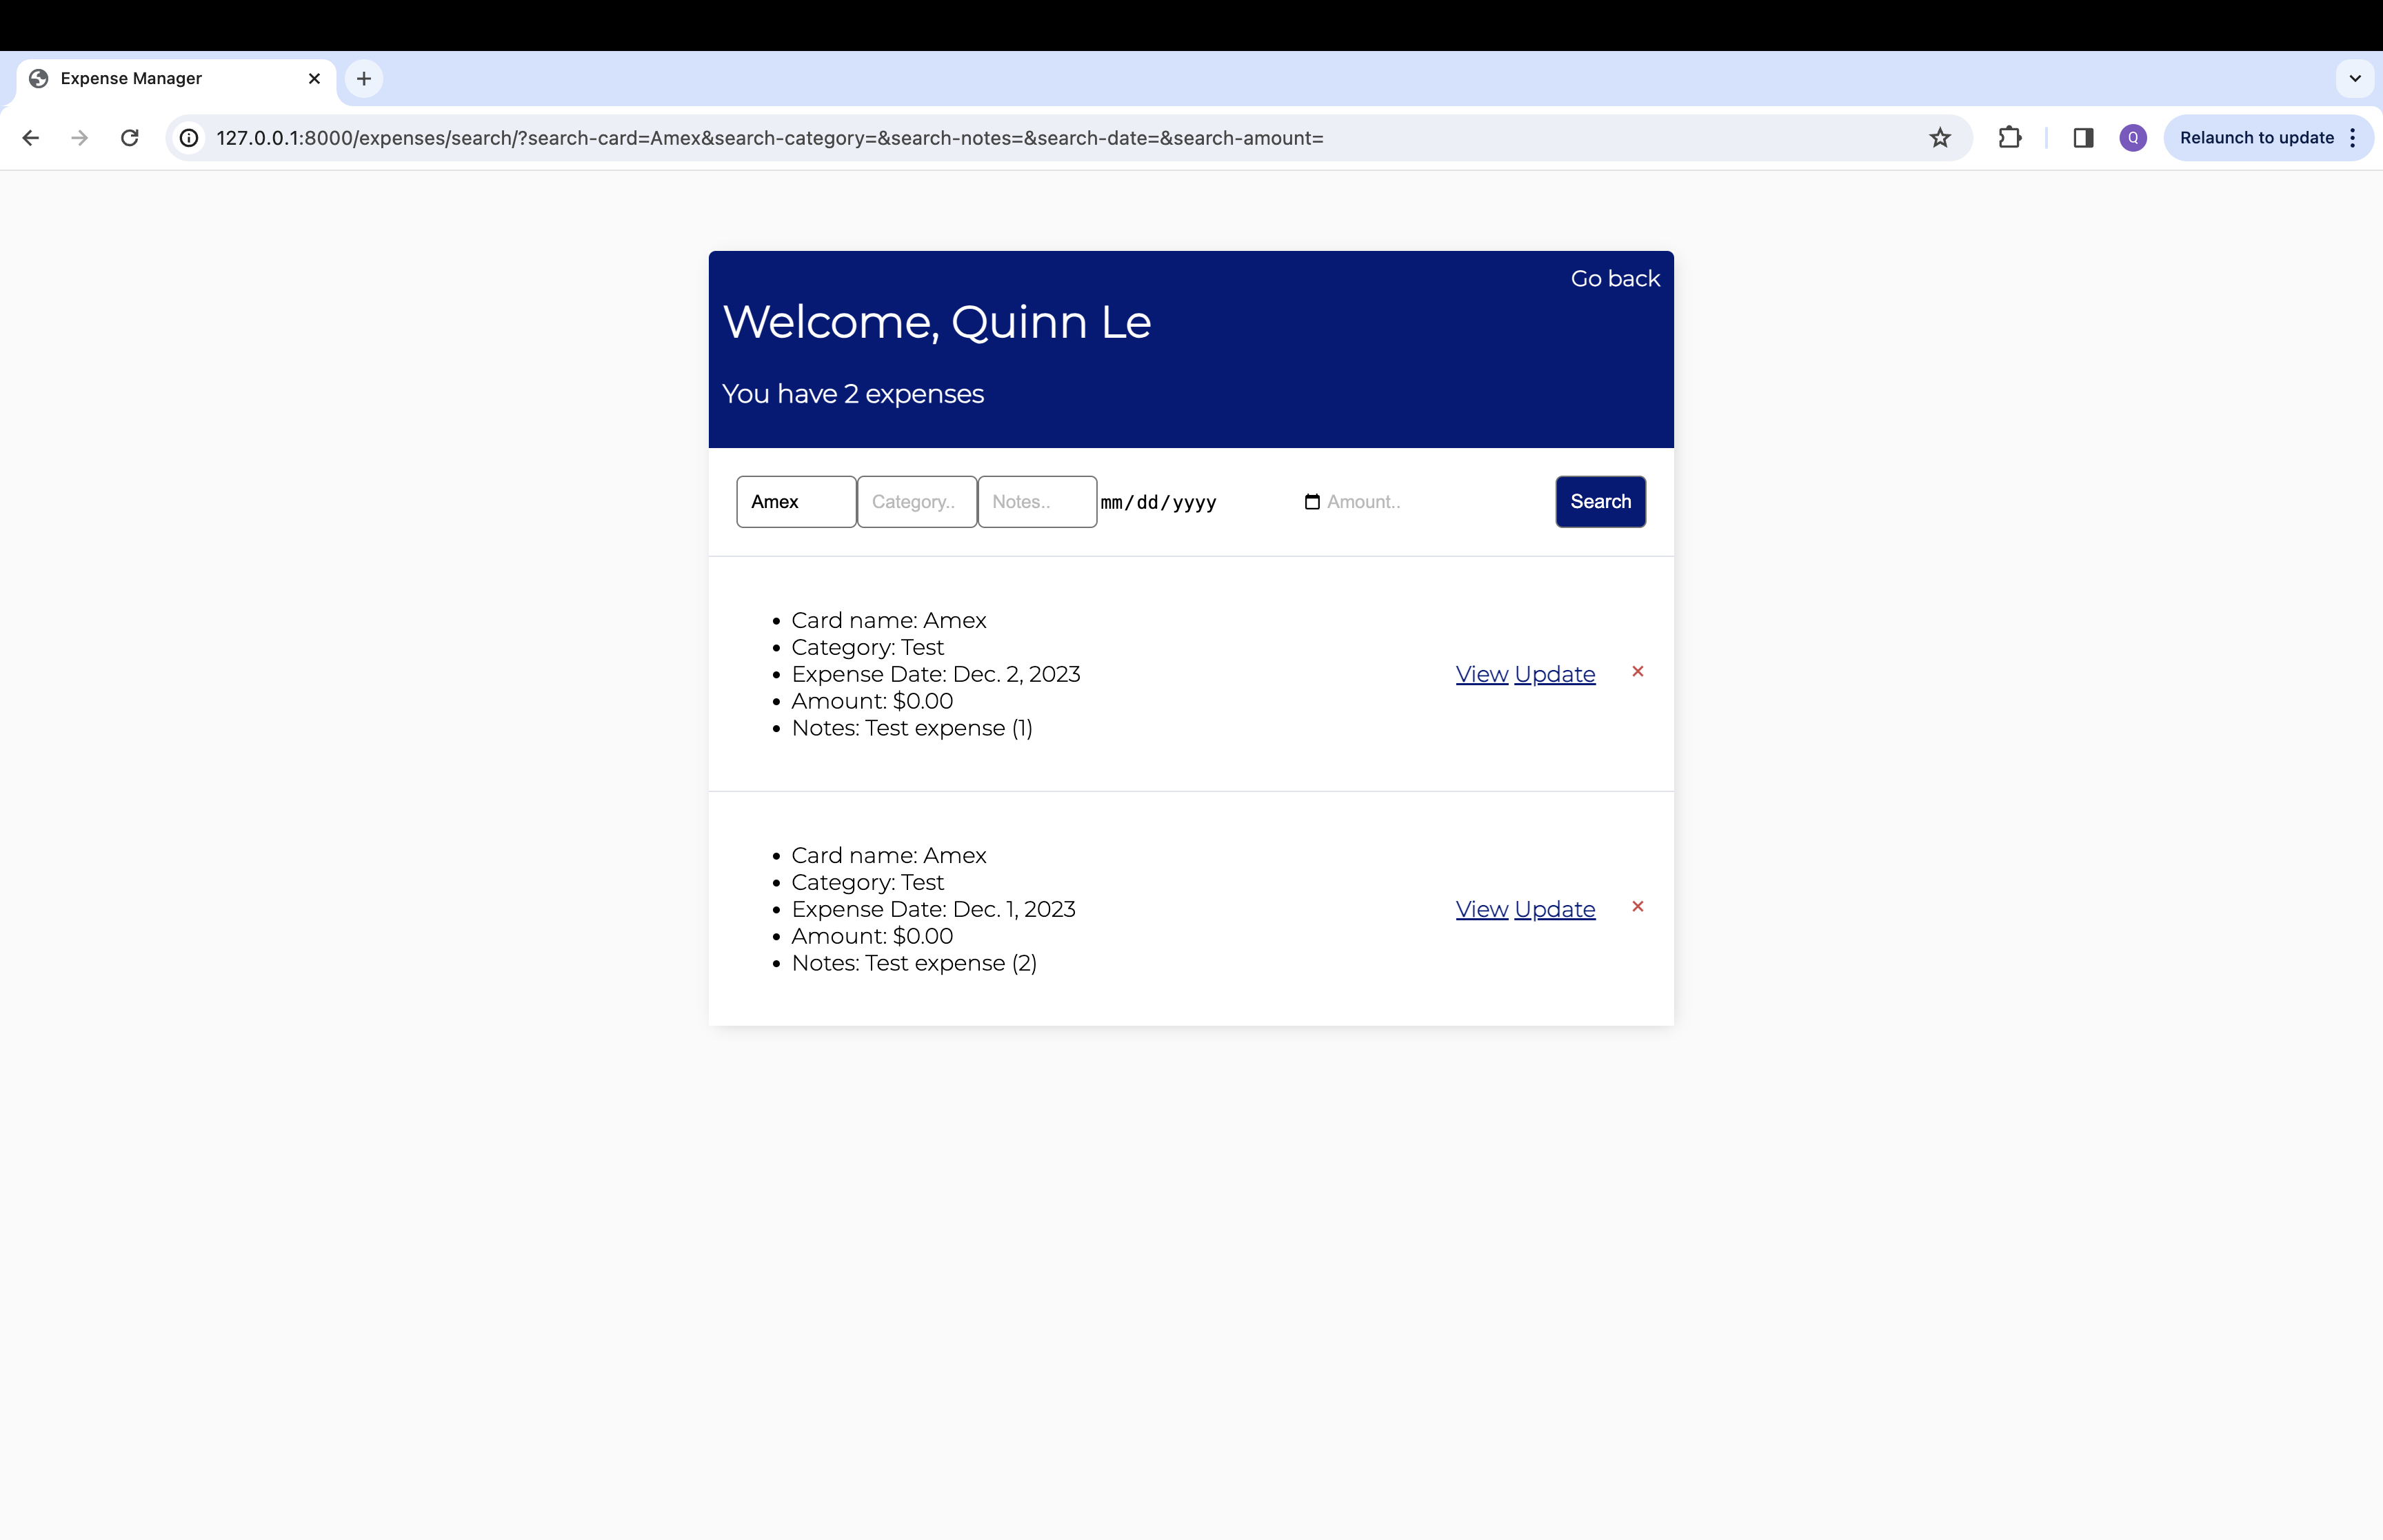 Expense Manager
127.0.0.1:8000/expenses/search/?search-card=Amex&search-category=&search-notes=&search-date=&search-amount=
Q
Relaunch to update
Go back
Welcome, Quinn Le
You have 2 expenses
Amex Category.. Notes.. mm/dd/yyyy Amount.. Search
Card name: Amex
Category: Test
Expense Date: Dec. 2, 2023
View Update
Amount: $0.00
Notes: Test expense (1)
Card name: Amex
Category: Test
Expense Date: Dec. 1, 2023
View Update
Amount: $0.00
Notes: Test expense (2)